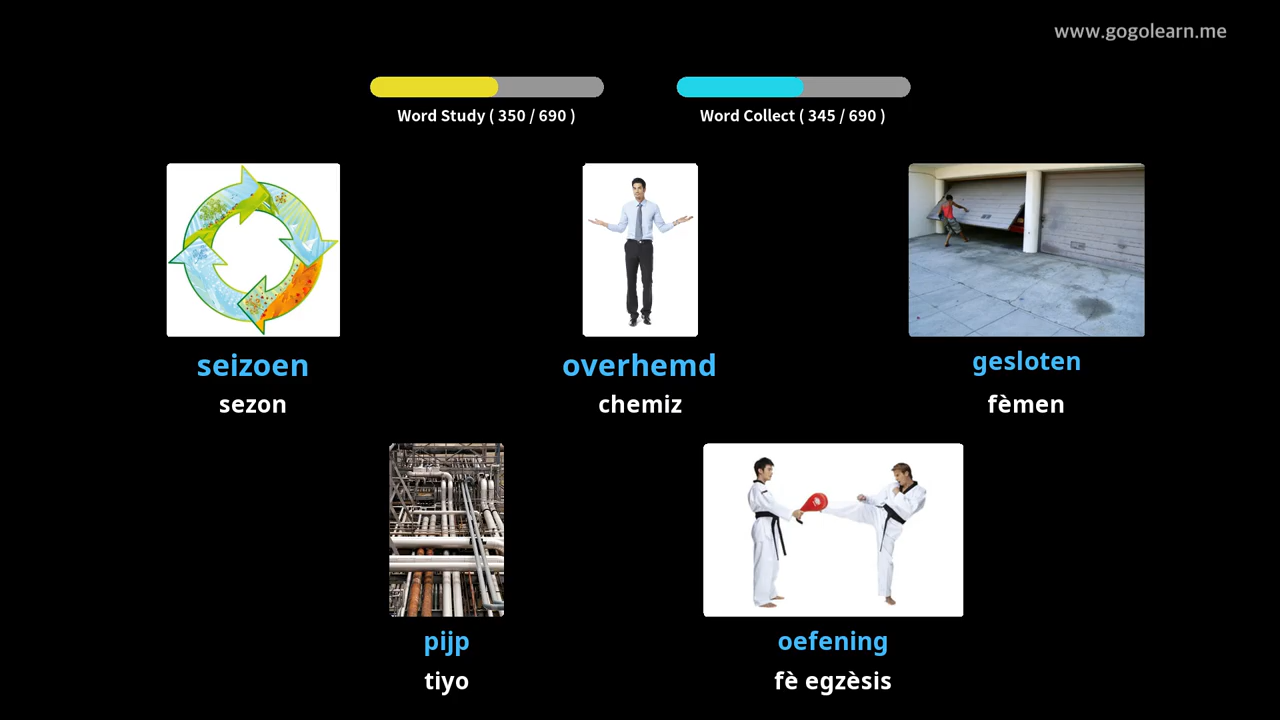 www.gogolearn.me
Word Study ( 350 / 690 )
Word Collect ( 345 / 690 )
seizoen
sezon
overhemd
chemiz
gesloten
fèmen
pijp
tiyo
oefening
fè egzèsis